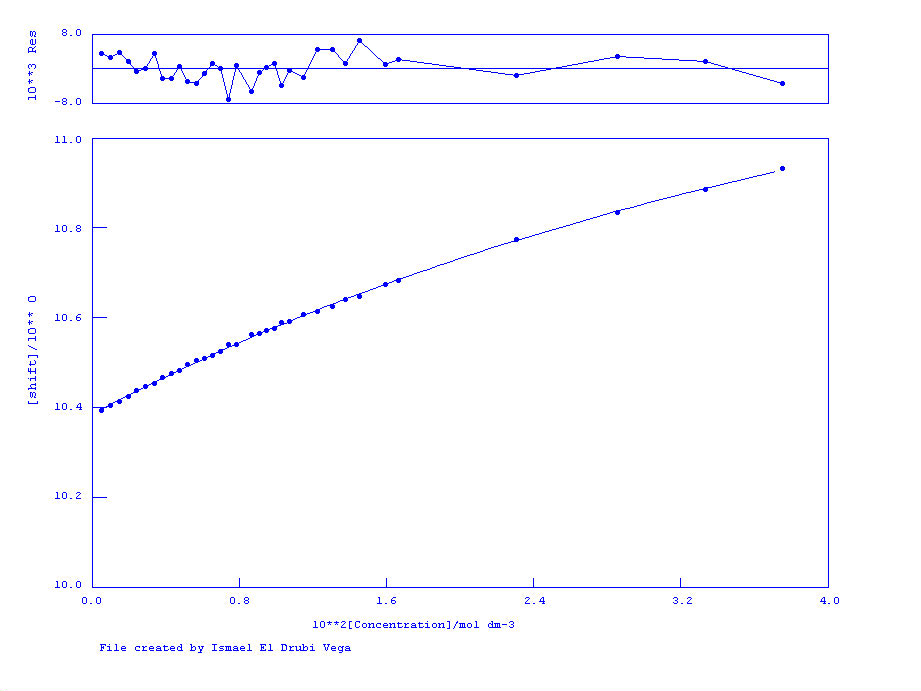 8.0
10**3 Res
-8.0
11.0
10.8
10.6
[shift]/10** 0
10.4
10.2
10.0
0.0 0.8 1.6 2.4 3.2 4.0
10**2[Concentration]/mol dm-3
File created by Ismael El Drubi Vega